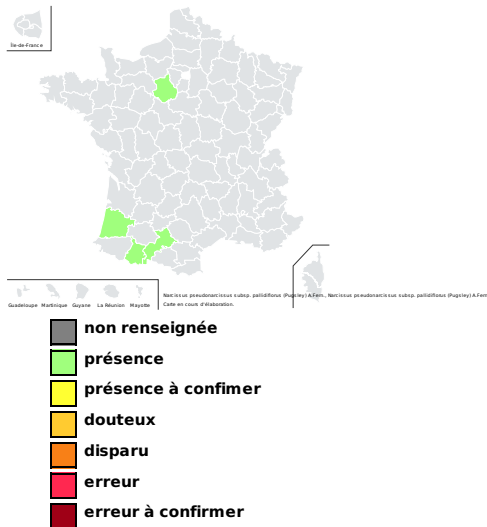 Île-de-France
Guadeloupe Martinique Guyane La Réunion Mayotte
Narcissus pseudonarcissus subsp. pallidiflorus (Pugsley) A.Fern., Narcissus pseudonarcissus subsp. pallidiflorus (Pugsley) A.Fern
Carte en cours d'élaboration.
non renseignée
présence
présence à confimer
douteux
disparu
erreur
erreur à confirmer